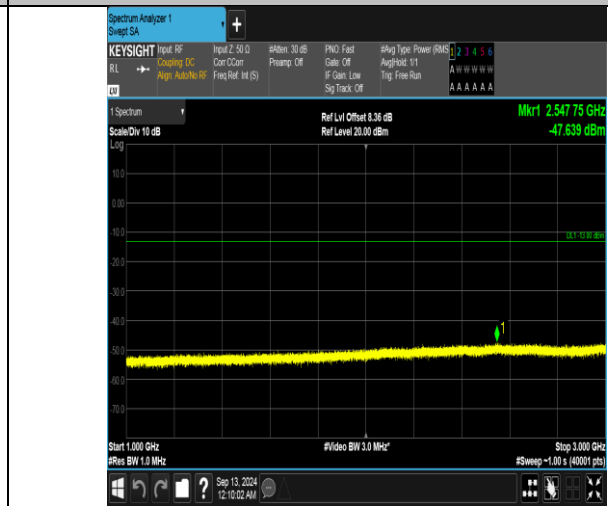 Spectrum Analyzer 1
Swept SA
+
KEYSIGHT Input: RF Input Z: 50 Ω #Atten: 30 dB PNO: Fast #Avg Type: Power (RMS 1 2 3 4 5 6
RL Coupling: DC Corr CCorr Preamp: Off Gate: Off Avg|Hold: 1/1 A W W W W W
Align: Auto/No RF Freq Ref: Int (S) IF Gain: Low Trig: Free Run
LXI Sig Track: Off A A A A A A
1 Spectrum Ref Lvl Offset 8.36 dB Mkr1 2.547 75 GHz
Scale/Div 10 dB Ref Level 20.00 dBm -47.639 dBm
Log
10.0
0.00
-10.0
DL1 -13.00 dBm
-20.0
-30.0
-40.0
1
-50.0
-60.0
-70.0
Start 1.000 GHz #Video BW 3.0 MHz* Stop 3.000 GHz
#Res BW 1.0 MHz #Sweep ~1.00 s (40001 pts)
? Sep 13, 2024
12:10:02 AM